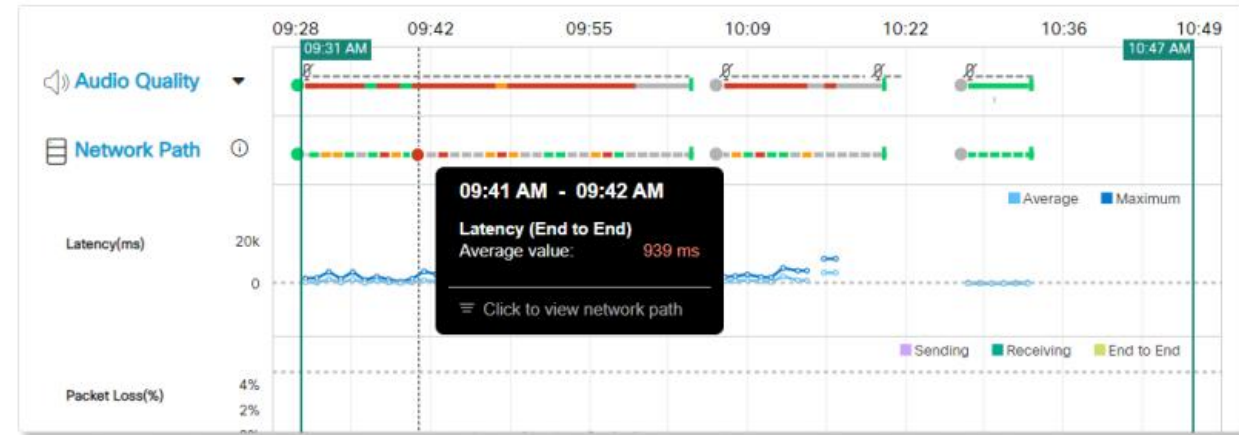 09:28 09:42 09:55 10:09 10:22 10:36 10:49
09:31 AM 10:47 AM
Audio Quality
Network Path
09:41 AM - 09:42 AM
Average Maximum
Latency (End to End)
Latency(ms) 20k
Average value: 939 ms
0
Click to view network path
Sending Receiving End to End
Packet Loss(%) 4%
2%